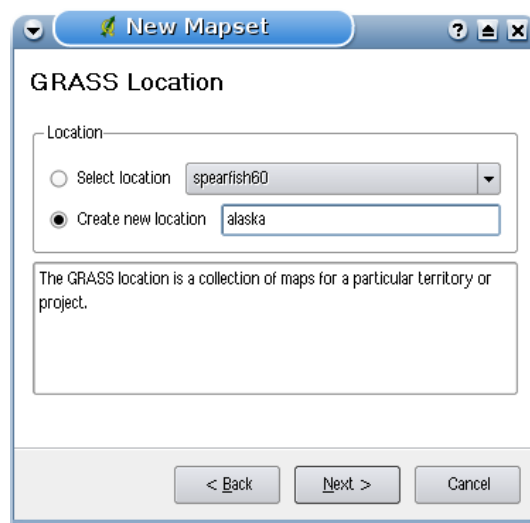 New Mapset
GRASS Location
Location
Select location spearfish60
Create new location alaska
The GRASS location is a collection of maps for a particular territory or
project.
< Back Next > Cancel